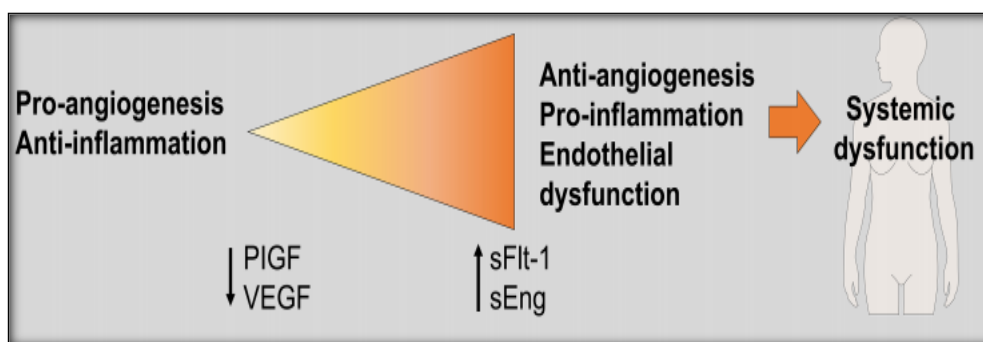 Pro-angiogenesis
Anti-inflammation
Anti-angiogenesis
Pro-inflammation
Endothelial
dysfunction
Systemic
dysfunction
PIGF
VEGF
sFlt-1
sEng